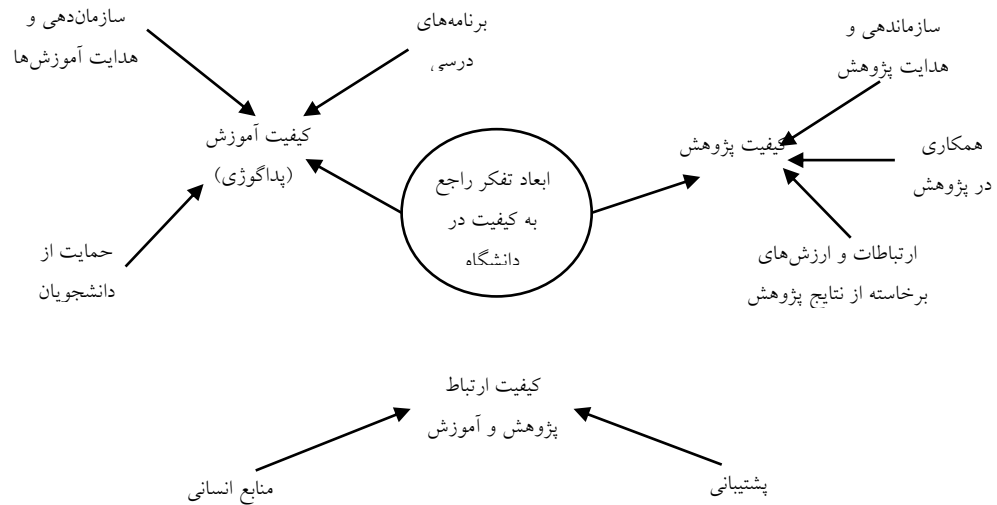 سازماندهی و
هدایت پژوهش
کیفیت پژوهش
همکاری
در پژوهش
ارتباطات و ارزش‌های
برخاسته از نتایج پژوهش
ابعاد تفکر راجع
به کیفیت در
دانشگاه
برنامه‌های
درسی
سازمان‌دهی و
هدایت آموزش‌ها
کیفیت آموزش
(پداگوژی)
حمایت از
دانشجویان
کیفیت ارتباط
پژوهش و آموزش
پشتیبانی
منابع انسانی